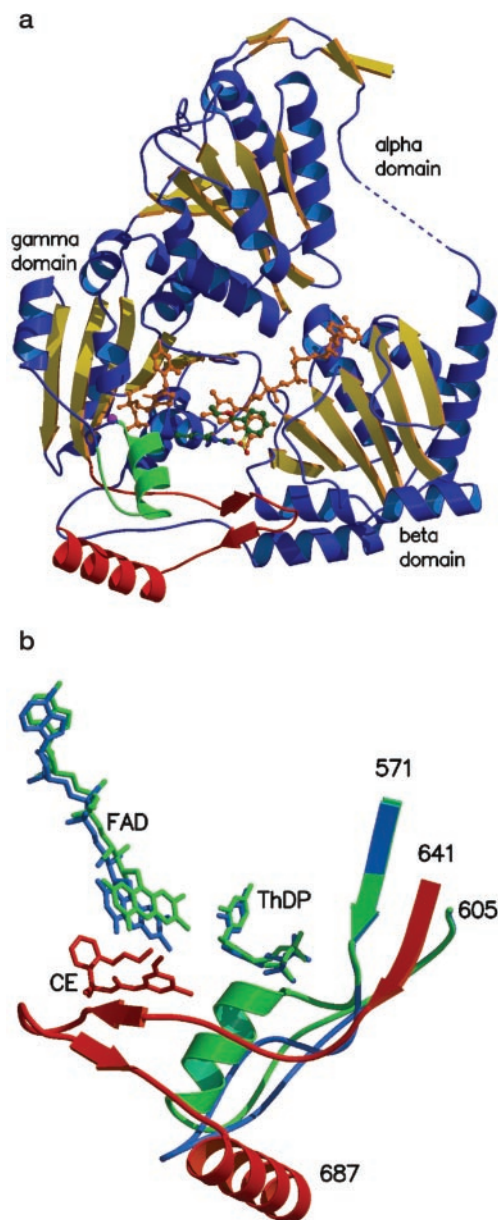 a
alpha
domain
gamma
domain
beta
domain
b
571
FAD
641
ThDP
605
CE
687